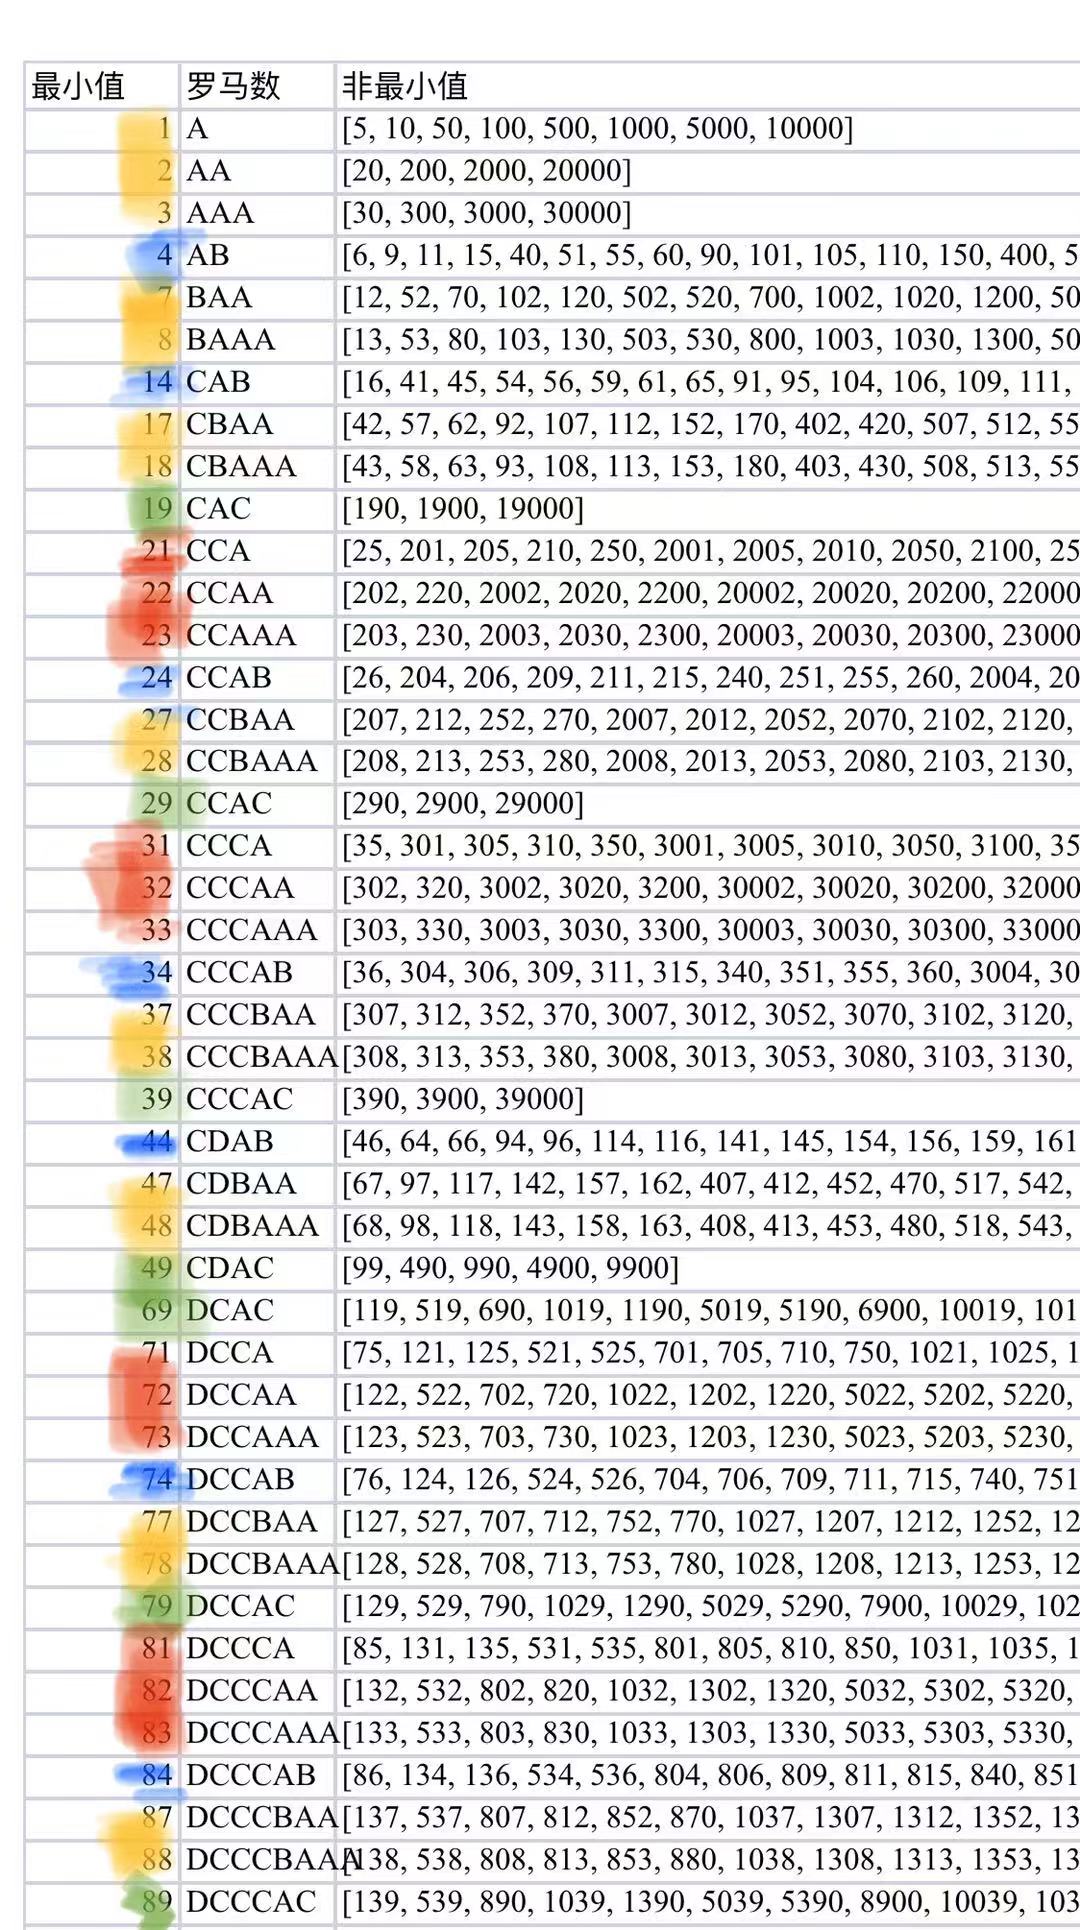 最小值 罗马数 非最小值
1 A [5, 10, 50, 100, 500, 1000, 5000, 10000]
2 AA [20, 200, 2000, 20000]
3 AAA [30, 300, 3000, 30000]
4 AB [6, 9, 11, 15, 40, 51, 55, 60, 90, 101, 105, 110, 150, 400, 5
7 BAA [12, 52, 70, 102, 120, 502, 520, 700, 1002, 1020, 1200, 50
8 BAAA [13, 53, 80, 103, 130, 503, 530, 800, 1003, 1030, 1300, 50
14 CAB [16, 41, 45, 54, 56, 59, 61, 65, 91, 95, 104, 106, 109, 111,
17 CBAA [42, 57, 62, 92, 107, 112, 152, 170, 402, 420, 507, 512, 55
18 CBAAA [43, 58, 63, 93, 108, 113, 153, 180, 403, 430, 508, 513, 55
19 CAC [190, 1900, 19000]
21 CCA [25, 201, 205, 210, 250, 2001, 2005, 2010, 2050, 2100, 25
22 CCAA [202, 220, 2002, 2020, 2200, 20002, 20020, 20200, 22000
23 CCAAA [203, 230, 2003, 2030, 2300, 20003, 20030, 20300, 23000
24 CCAB [26, 204, 206, 209, 211, 215, 240, 251, 255, 260, 2004, 20
27 CCBAA [207, 212, 252, 270, 2007, 2012, 2052, 2070, 2102, 2120,
28 CCBAAA [208, 213, 253, 280, 2008, 2013, 2053, 2080, 2103, 2130,
29 CCAC [290, 2900, 29000]
31 CCCA [35, 301, 305, 310, 350, 3001, 3005, 3010, 3050, 3100, 35
32 CCCAA [302, 320, 3002, 3020, 3200, 30002, 30020, 30200, 32000
33 CCCAAA [303, 330, 3003, 3030, 3300, 30003, 30030, 30300, 33000
34 CCCAB [36, 304, 306, 309, 311, 315, 340, 351, 355, 360, 3004, 30
37 CCCBAA [307, 312, 352, 370, 3007, 3012, 3052, 3070, 3102, 3120,
38 CCCBAAA [308, 313, 353, 380, 3008, 3013, 3053, 3080, 3103, 3130,
39 CCCAC [390, 3900, 39000]
44 CDAB [46, 64, 66, 94, 96, 114, 116, 141, 145, 154, 156, 159, 161
47 CDBAA [67, 97, 117, 142, 157, 162, 407, 412, 452, 470, 517, 542,
48 CDBAAA [68, 98, 118, 143, 158, 163, 408, 413, 453, 480, 518, 543,
49 CDAC [99, 490, 990, 4900, 9900]
69 DCAC [119, 519, 690, 1019, 1190, 5019, 5190, 6900, 10019, 101
71 DCCA [75, 121, 125, 521, 525, 701, 705, 710, 750, 1021, 1025, 1
72 DCCAA [122, 522, 702, 720, 1022, 1202, 1220, 5022, 5202, 5220,
73 DCCAAA [123, 523, 703, 730, 1023, 1203, 1230, 5023, 5203, 5230,
74 DCCAB [76, 124, 126, 524, 526, 704, 706, 709, 711, 715, 740, 751
77 DCCBAA [127, 527, 707, 712, 752, 770, 1027, 1207, 1212, 1252, 12
78 DCCBAAA [128, 528, 708, 713, 753, 780, 1028, 1208, 1213, 1253, 12
79 DCCAC [129, 529, 790, 1029, 1290, 5029, 5290, 7900, 10029, 102
81 DCCCA [85, 131, 135, 531, 535, 801, 805, 810, 850, 1031, 1035, 1
82 DCCCAA [132, 532, 802, 820, 1032, 1302, 1320, 5032, 5302, 5320,
83 DCCCAAA [133, 533, 803, 830, 1033, 1303, 1330, 5033, 5303, 5330,
84 DCCCAB [86, 134, 136, 534, 536, 804, 806, 809, 811, 815, 840, 851
87 DCCCBAA [137, 537, 807, 812, 852, 870, 1037, 1307, 1312, 1352, 13
88 DCCCBAAA [138, 538, 808, 813, 853, 880, 1038, 1308, 1313, 1353, 13
89 DCCCAC [139, 539, 890, 1039, 1390, 5039, 5390, 8900, 10039, 103